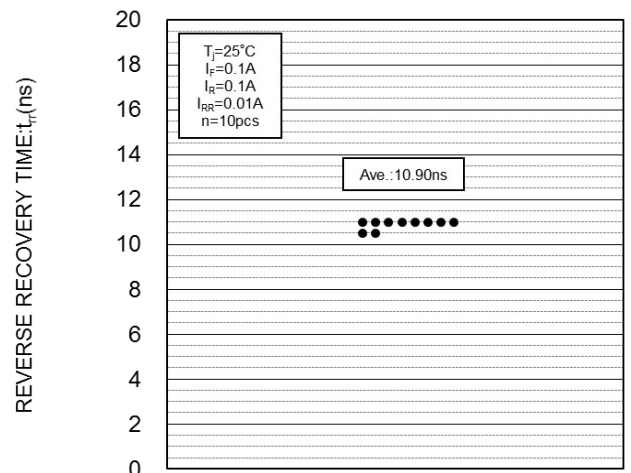 REVERSE RECOVERY TIME:trr(ns)
20
18
16
14
12
10
8
6
4
2
0
Tj=25°C
IF=0.1A
IR=0.1A
IRR=0.01A
n=10pcs
Ave.:10.90ns